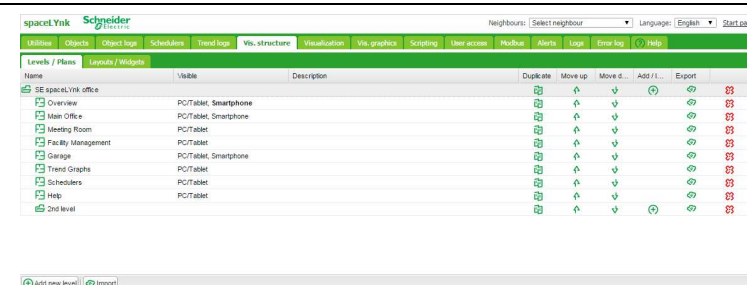 spaceLYnk Schneider Electric Neighbours: Select neighbour Language: English Start pa
Utilities Objects Object logs Schedulers Trend logs Vis. structure Visualization Vis. graphics Scripting User access Modbus Alerts Logs Error log Help
Levels / Plans Layouts / Widgets
Name Visible Description Duplicate Move up Move d... Add / I... Export
SE spaceLYnk office
Overview PC/Tablet, Smartphone
Main Office PC/Tablet, Smartphone
Meeting Room PC/Tablet
Facility Management PC/Tablet
Garage PC/Tablet, Smartphone
Trend Graphs PC/Tablet
Schedulers PC/Tablet
Help PC/Tablet
2nd level
Add new level Import